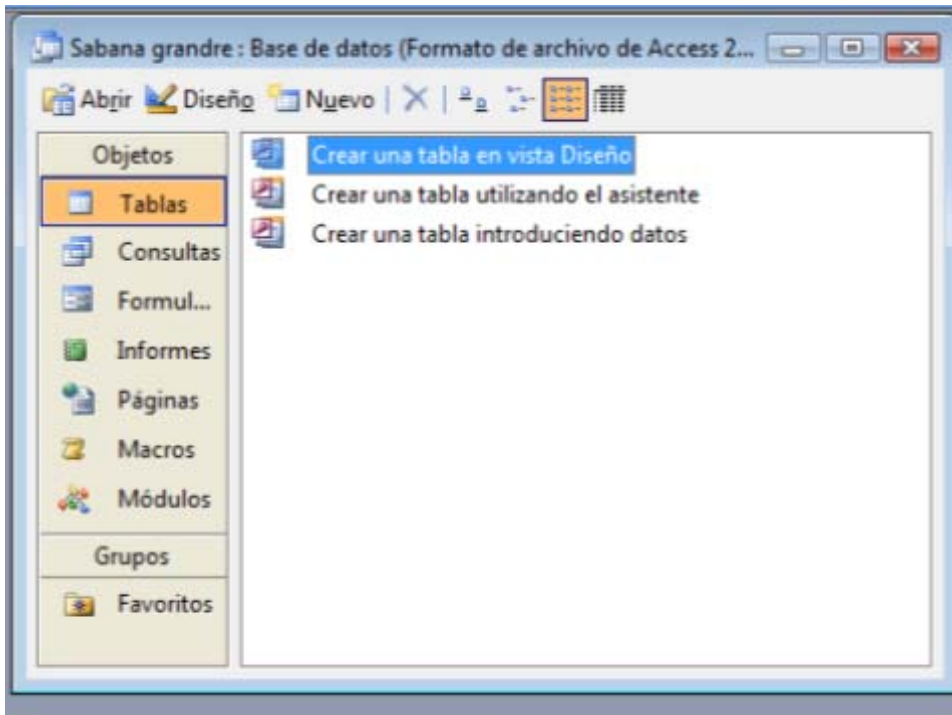 Sabana grandre : Base de datos (Formato de archivo de Access 2...
Abrir Diseño Nuevo
Objetos
Tablas
Consultas
Formul...
Informes
Páginas
Macros
Módulos
Grupos
Favoritos
Crear una tabla en vista Diseño
Crear una tabla utilizando el asistente
Crear una tabla introduciendo datos